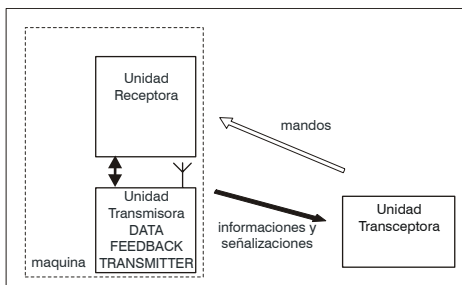 Unidad
Receptora
mandos
Unidad
Transmisora
DATA
FEEDBACK
TRANSMITTER
maquina
informaciones y
señalizaciones
Unidad
Transceptora